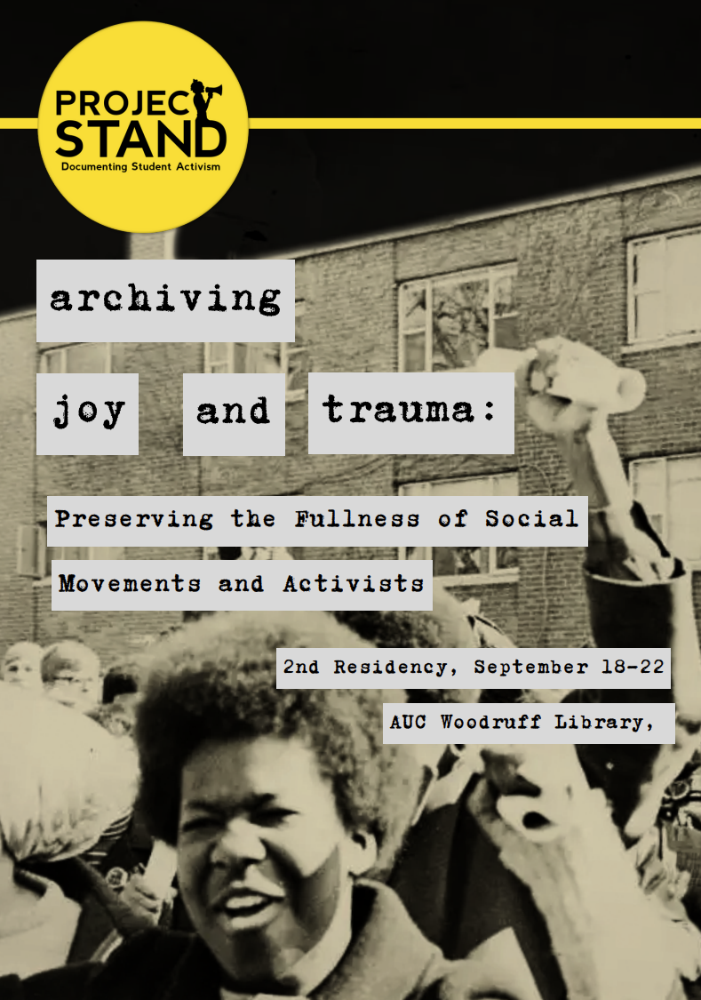 PROJECT
STAND
Documenting Student Activism
archiving
joy and trauma:
Preserving the Fullness of Social
Movements and Activists
2nd Residency, September 18-22
AUC Woodruff Library,